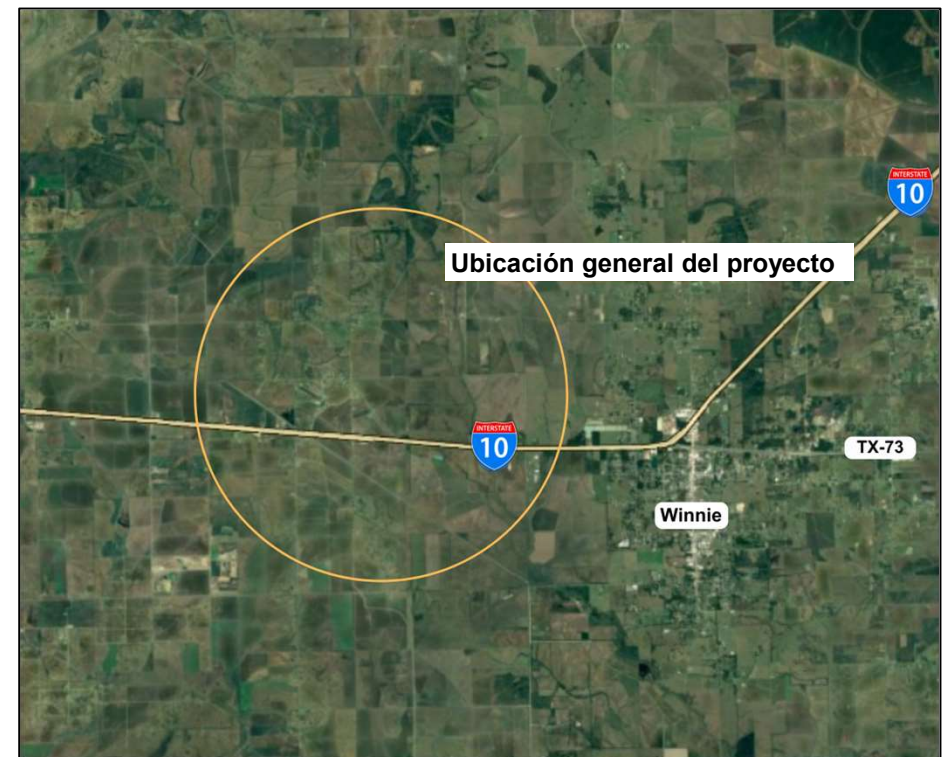 INTERSTATE
10
Ubicación general del proyecto
INTERSTATE
10
TX-73
Winnie